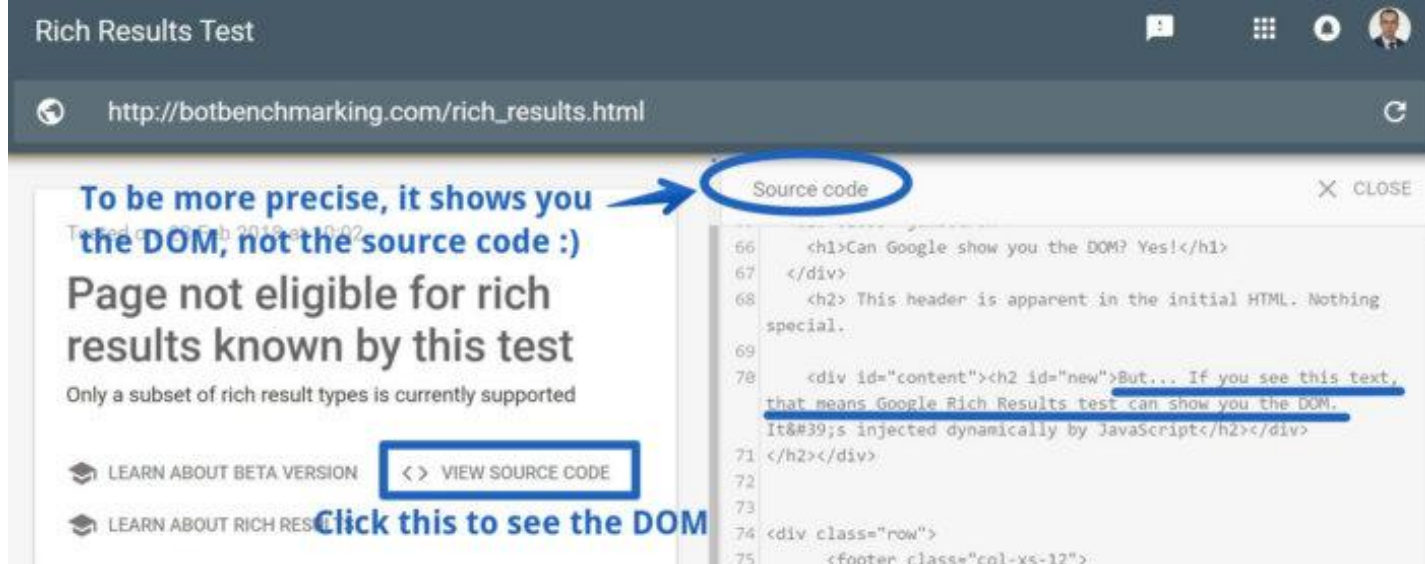 Rich Results Test
http://botbenchmarking.com/rich_results.html
To be more precise, it shows you
the DOM, not the source code :)
Page not eligible for rich
results known by this test
Only a subset of rich result types is currently supported
LEARN ABOUT BETA VERSION
<> VIEW SOURCE CODE
LEARN ABOUT RICH RESULTS
Click this to see the DOM
Source code
CLOSE
66 <h1>Can Google show you the DOM? Yes!</h1>
67 </div>
68 <h2> This header is apparent in the initial HTML. Nothing
special.
69
70 <div id="content"><h2 id="new">But... If you see this text,
that means Google Rich Results test can show you the DOM.
It&#39;s injected dynamically by JavaScript</h2></div>
71 </h2></div>
72
73
74 <div class="row">
75 <footer class="col-xs-12">